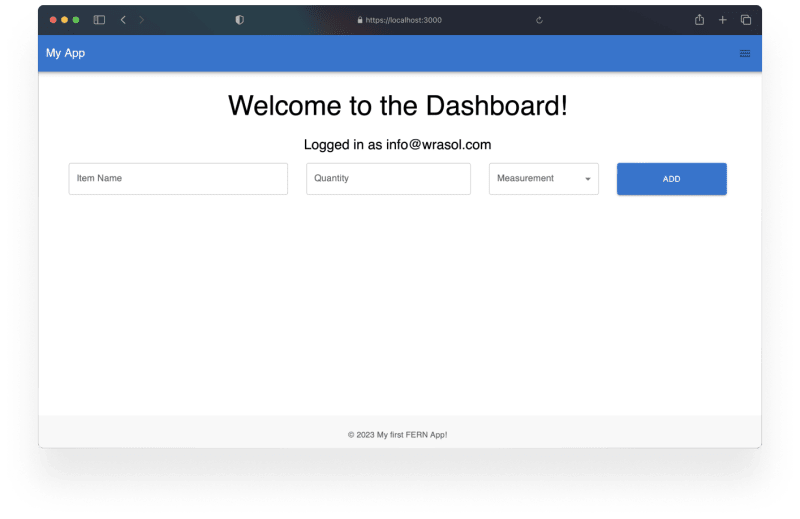 https://localhost:3000
My App
Welcome to the Dashboard!
Logged in as info@wrasol.com
Item Name
Quantity
Measurement
ADD
© 2023 My first FERN App!